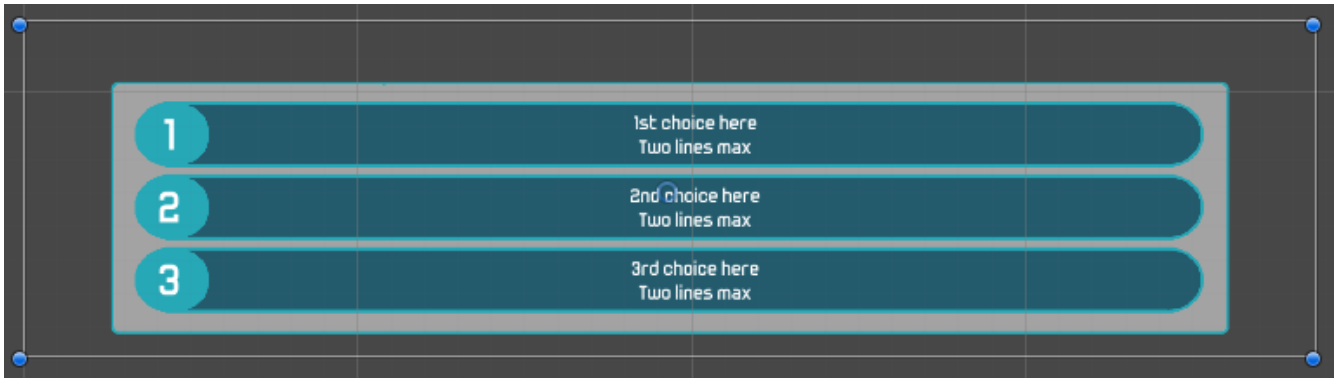 1
1st choice here
Two lines max
2
2nd choice here
Two lines max
3
3rd choice here
Two lines max